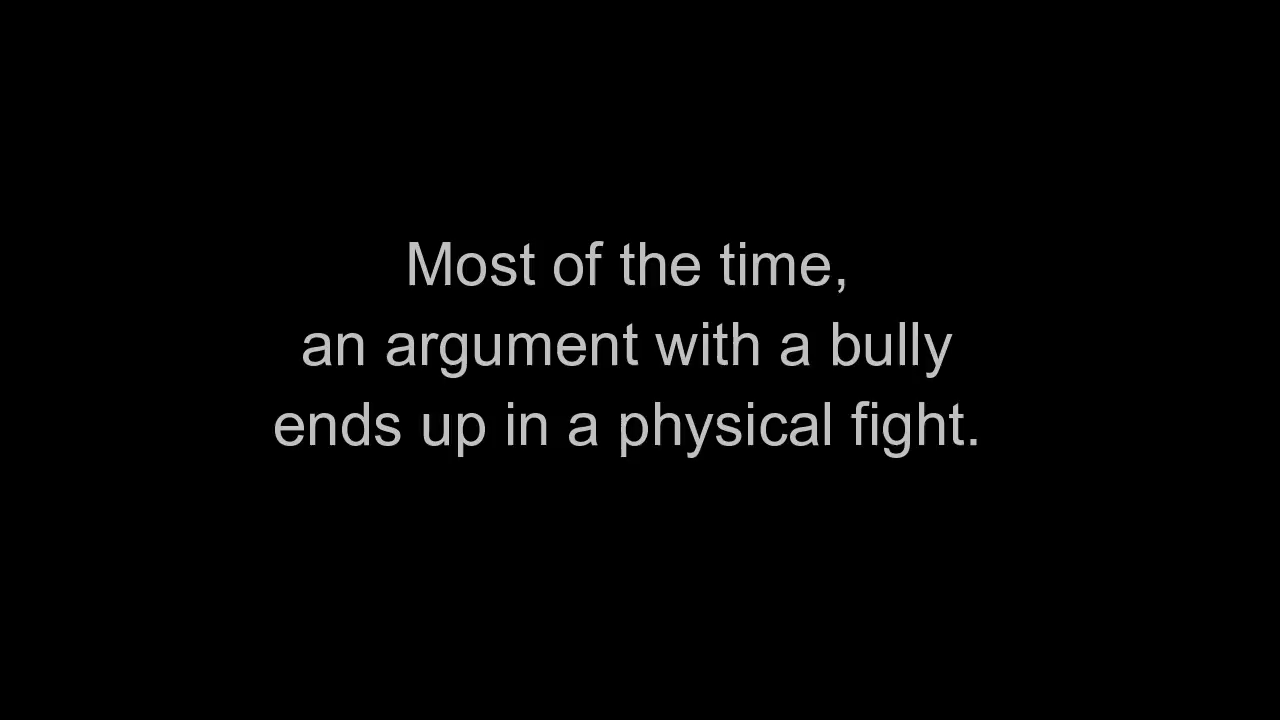 Most of the time,
an argument with a bully
ends up in a physical fight.